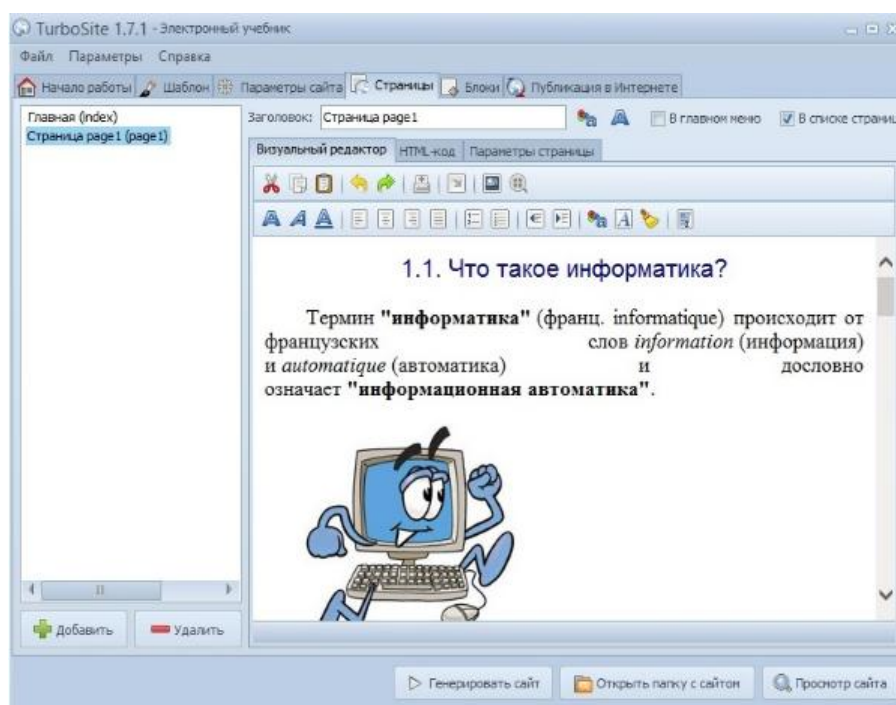 TurboSite 1.7.1 - Электронный учебник
Файл Параметры Справка
Начало работы Шаблон Параметры сайта Страницы Блоки Публикация в Интернете
Главная (index)
Страница page1 (page1)
Заголовок: Страница page1 В главном меню В списке страниц
Визуальный редактор HTML-код Параметры страницы
1.1. Что такое информатика?
Термин "информатика" (франц. informatique) происходит от
французских слов information (информация)
и automatique (автоматика) и дословно
означает "информационная автоматика".
Добавить Удалить
Генерировать сайт Открыть папку с сайтом Просмотр сайта